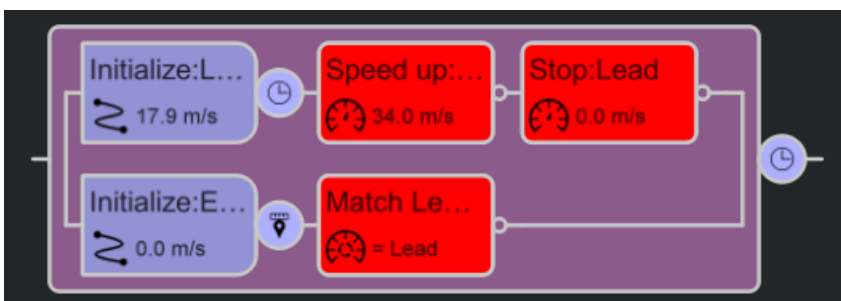 Initialize:L...
17.9 m/s
Speed up:...
34.0 m/s
Stop:Lead
0.0 m/s
Initialize:E...
0.0 m/s
Match Le...
= Lead